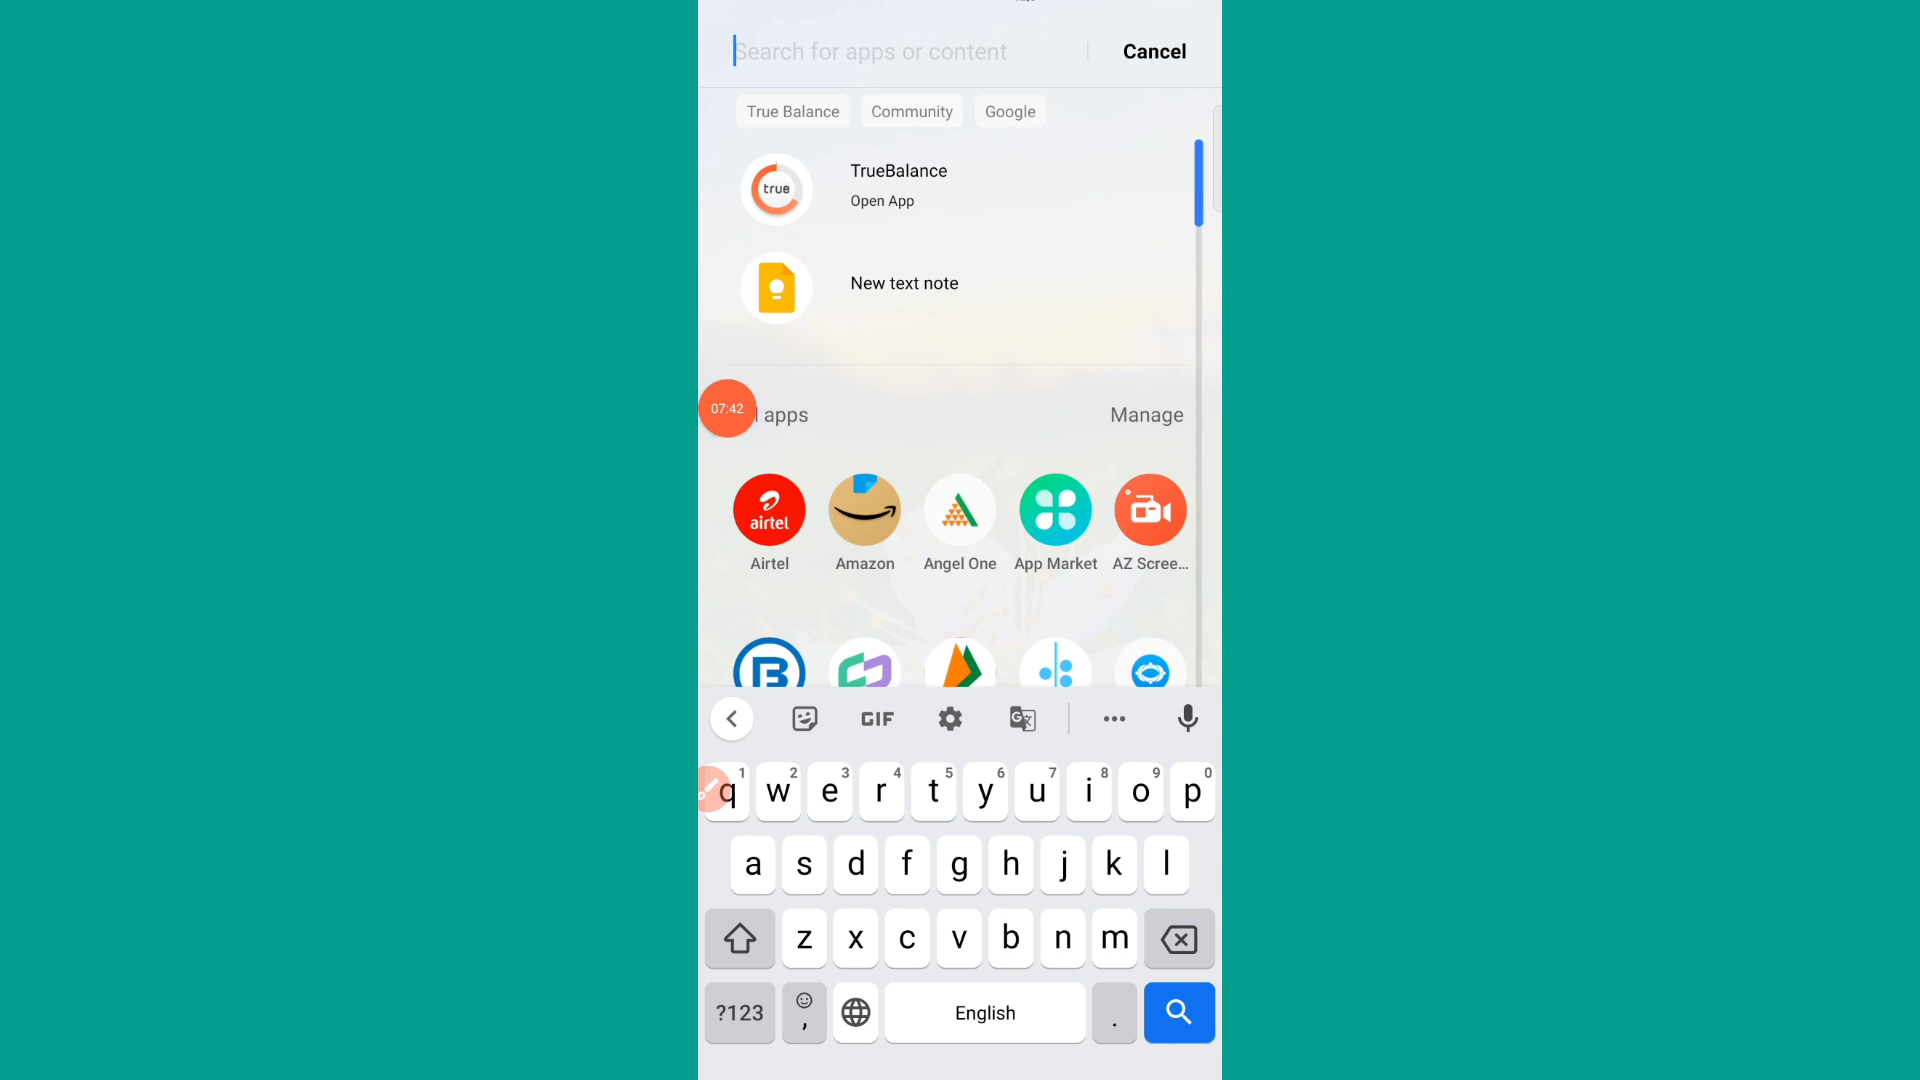 Search for apps or content
Cancel
True Balance Community Google
true
TrueBalance
Open App
New text note
07:42
apps
Manage
airtel
Airtel Amazon Angel One App Market AZ Scree...
GIF
1 2 3 4 5 6 7 8 9 0
q w e r t y u i o p
a s d f g h j k l
z x c v b n m
?123 , English .